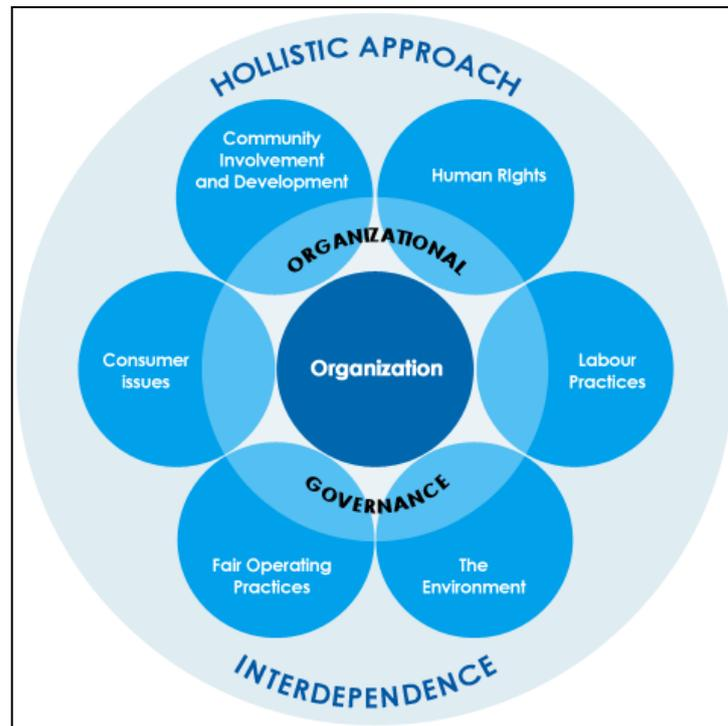 HOLLISTIC APPROACH
Community
Involvement
and Development
Human RIghts
ORGANIZATIONAL
Consumer
issues
Organization
Labour
Practices
GOVERNANCE
Fair Operating
Practices
The
Environment
INTERDEPENDENCE